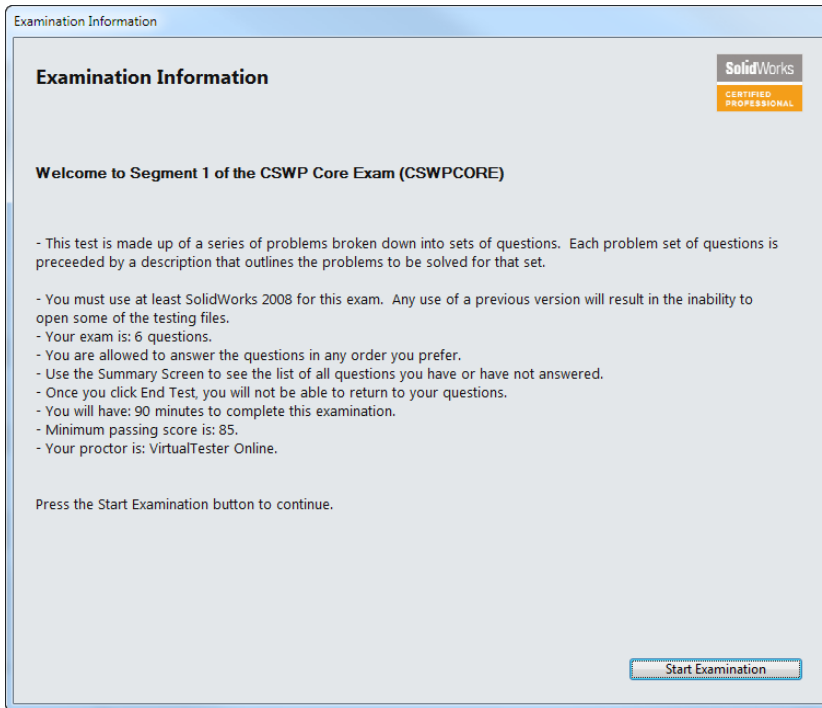 Examination Information
Examination Information
SolidWorks
CERTIFIED
PROFESSIONAL
Welcome to Segment 1 of the CSWP Core Exam (CSWPCORE)
- This test is made up of a series of problems broken down into sets of questions.  Each problem set of questions is
preceeded by a description that outlines the problems to be solved for that set.
- You must use at least SolidWorks 2008 for this exam.  Any use of a previous version will result in the inability to
open some of the testing files.
- Your exam is: 6 questions.
- You are allowed to answer the questions in any order you prefer.
- Use the Summary Screen to see the list of all questions you have or have not answered.
- Once you click End Test, you will not be able to return to your questions.
- You will have: 90 minutes to complete this examination.
- Minimum passing score is: 85.
- Your proctor is: VirtualTester Online.
Press the Start Examination button to continue.
Start Examination